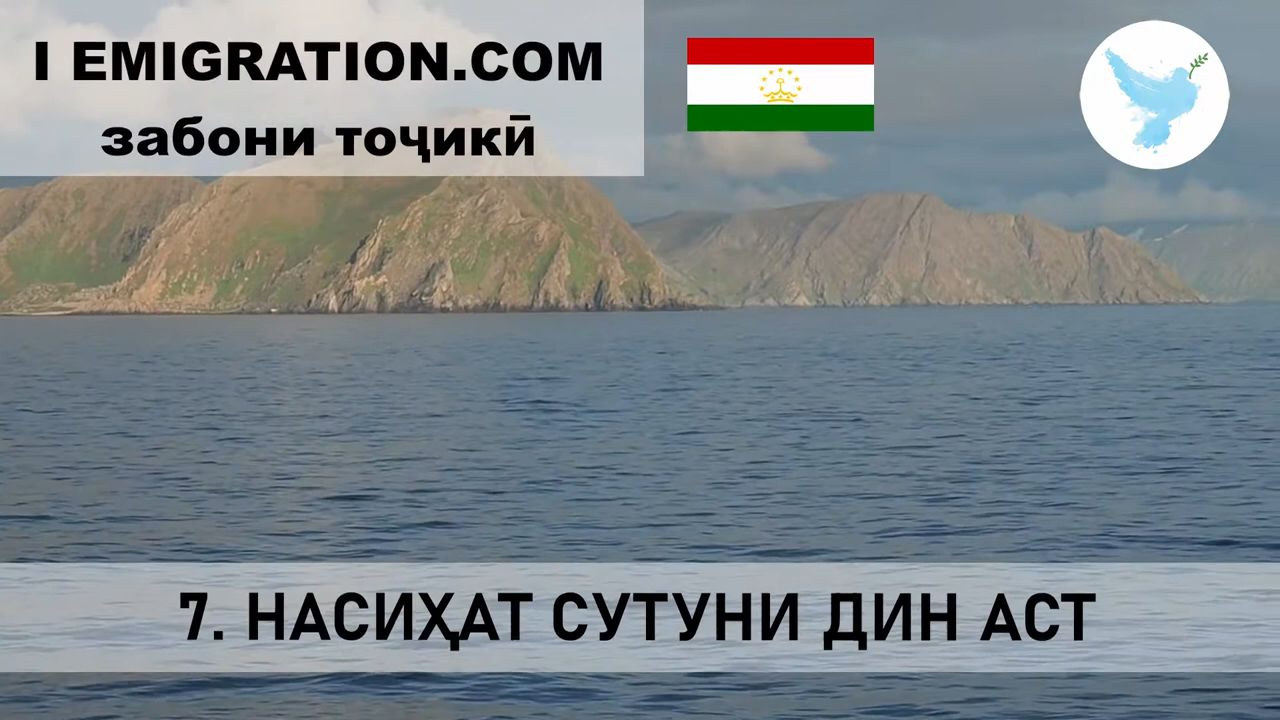 I EMIGRATION.COM
забони тоҷикӣ
7. НАСИҲАТ СУТУНИ ДИН АСТ